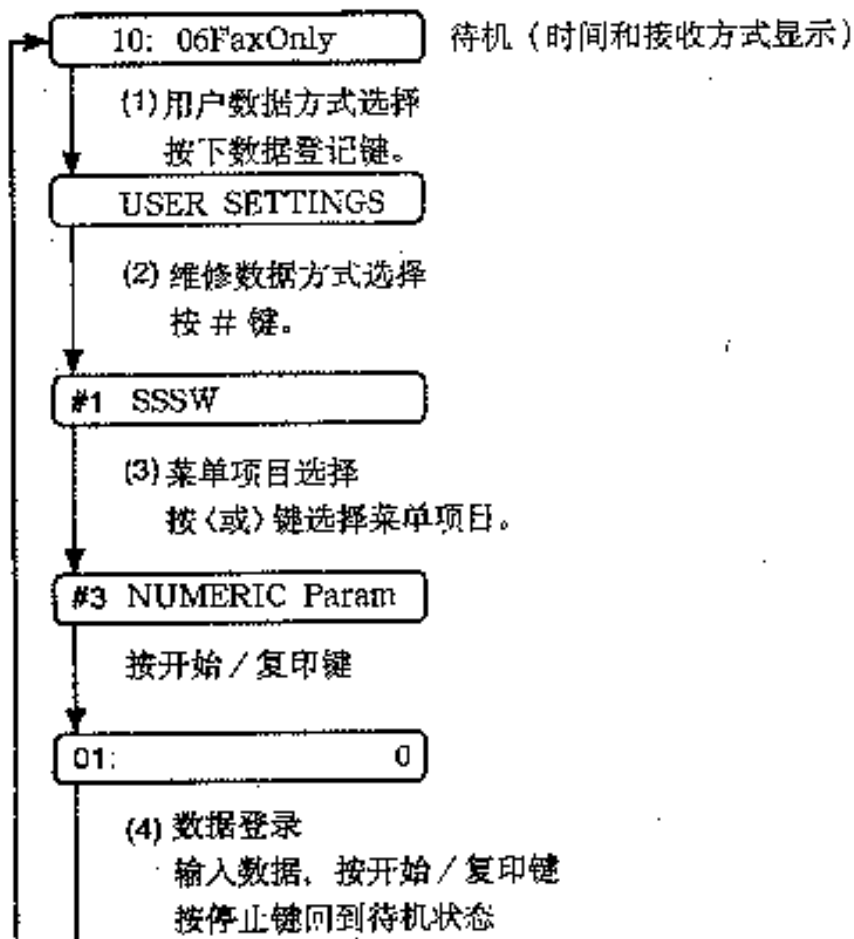 10: 06FaxOnly 待机（时间和接收方式显示）
(1)用户数据方式选择
按下数据登记键。
USER SETTINGS
(2) 维修数据方式选择
按 # 键。
#1 SSSW
(3)菜单项目选择
按〈或〉键选择菜单项目。
#3 NUMERIC Param
按开始／复印键
01: 0
(4) 数据登录
输入数据，按开始／复印键
按停止键回到待机状态